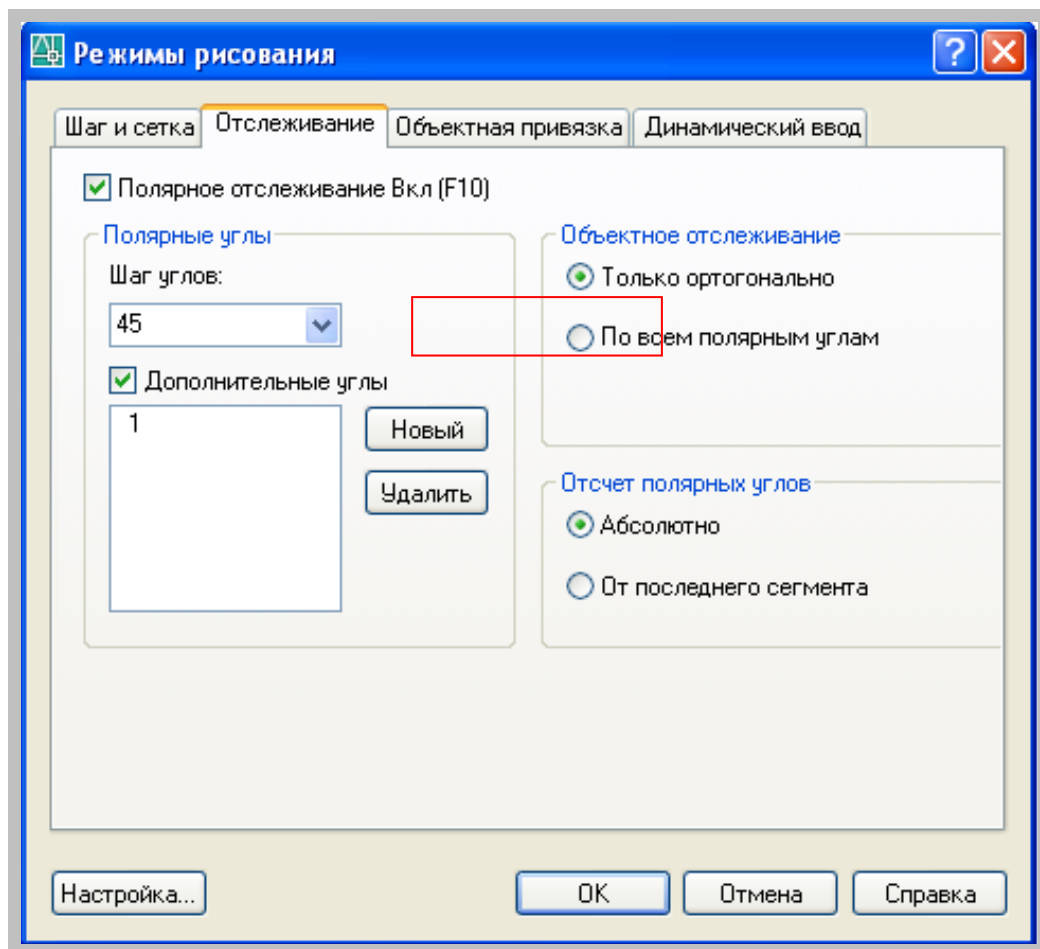 Режимы рисования
Шаг и сетка
Отслеживание
Объектная привязка
Динамический ввод
Полярное отслеживание Вкл (F10)
Полярные углы
Шаг углов:
45
Дополнительные углы
1
Новый
Удалить
Объектное отслеживание
Только ортогонально
По всем полярным углам
Отсчет полярных углов
Абсолютно
От последнего сегмента
Настройка...
ОК
Отмена
Справка